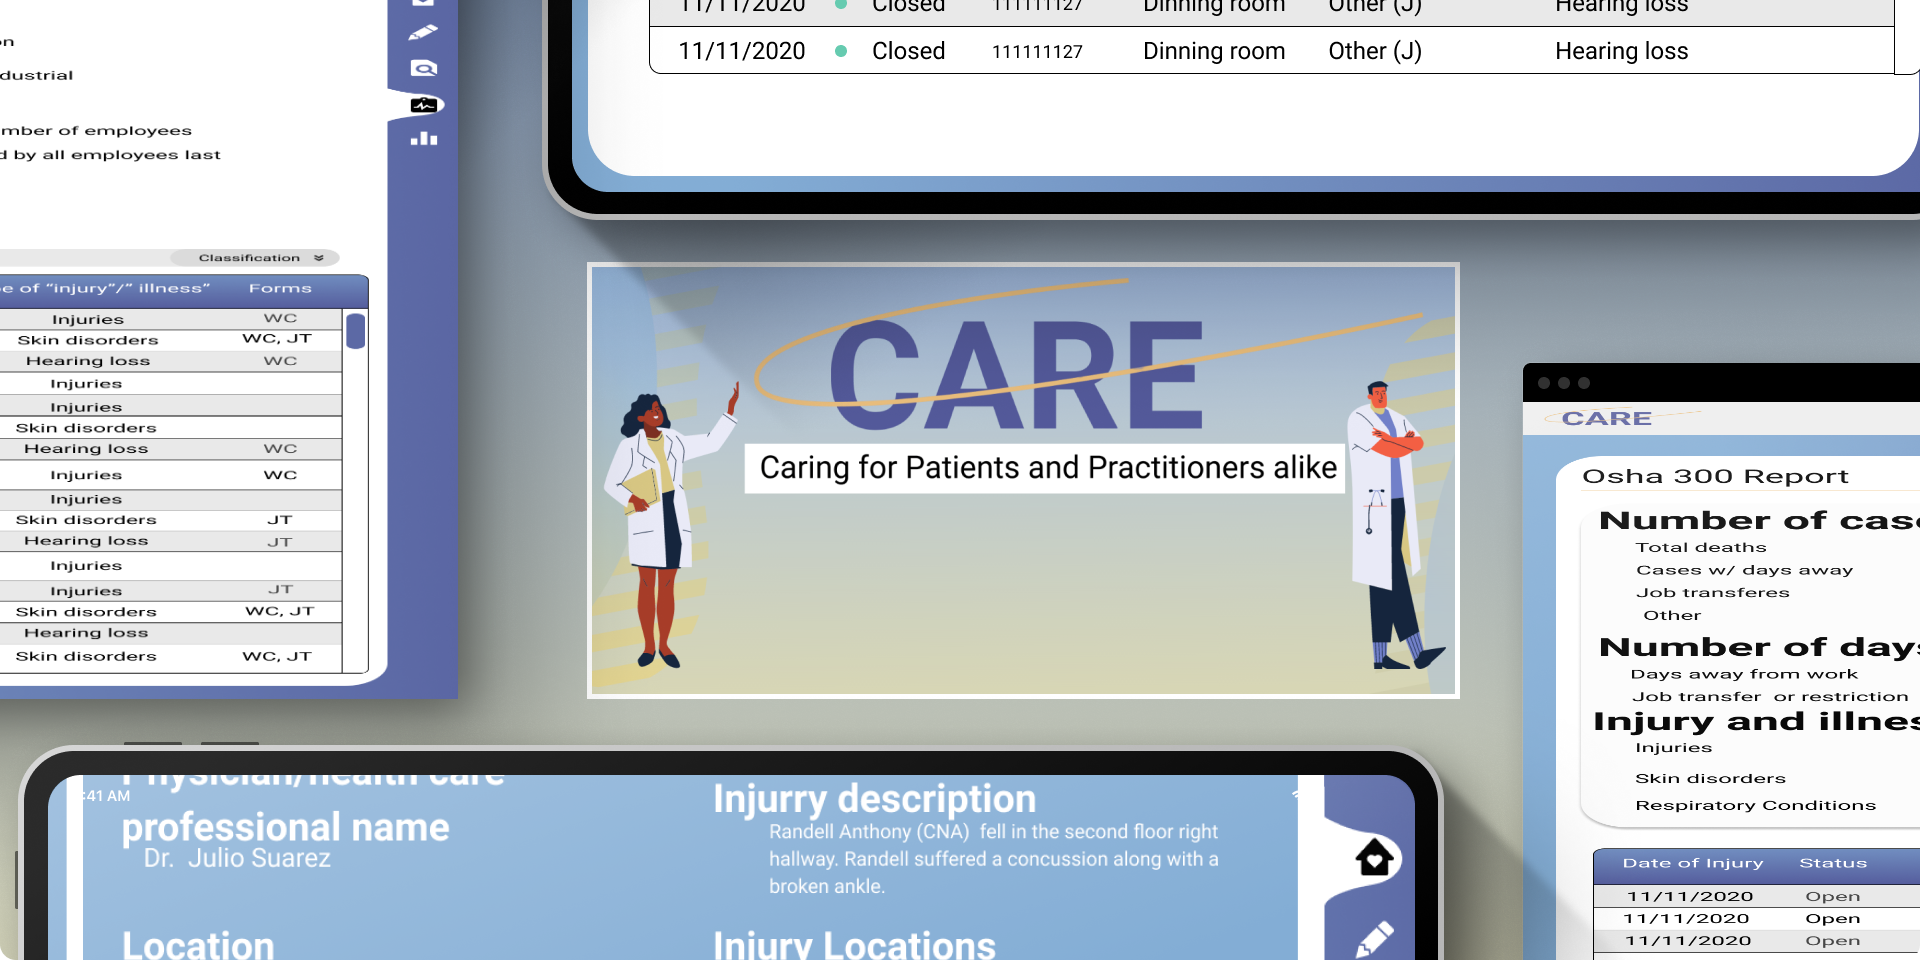 on
dustrial
mber of employees
d by all employees last
Classification
e of “injury”/” illness” Forms
Injuries WC
Skin disorders WC, JT
Hearing loss WC
Injuries
Injuries
Skin disorders
Hearing loss WC
Injuries WC
Injuries
Skin disorders JT
Hearing loss JT
Injuries
Injuries JT
Skin disorders WC, JT
Hearing loss
Skin disorders WC, JT
11/11/2020 Closed 111111127 Dinning room Other (J) Hearing loss
11/11/2020 Closed 111111127 Dinning room Other (J) Hearing loss
CARE
Caring for Patients and Practitioners alike
CARE
Osha 300 Report
Number of cas
Total deaths
Cases w/ days away
Job transferes
Other
Number of day
Days away from work
Job transfer or restriction
Injury and illnes
Injuries
Skin disorders
Respiratory Conditions
Date of Injury Status
11/11/2020 Open
11/11/2020 Open
11/11/2020 Open
:41 AM
Physician/health care
professional name
Dr. Julio Suarez
Location
Injurry description
Randell Anthony (CNA) fell in the second floor right
hallway. Randell suffered a concussion along with a
broken ankle.
Injury Locations